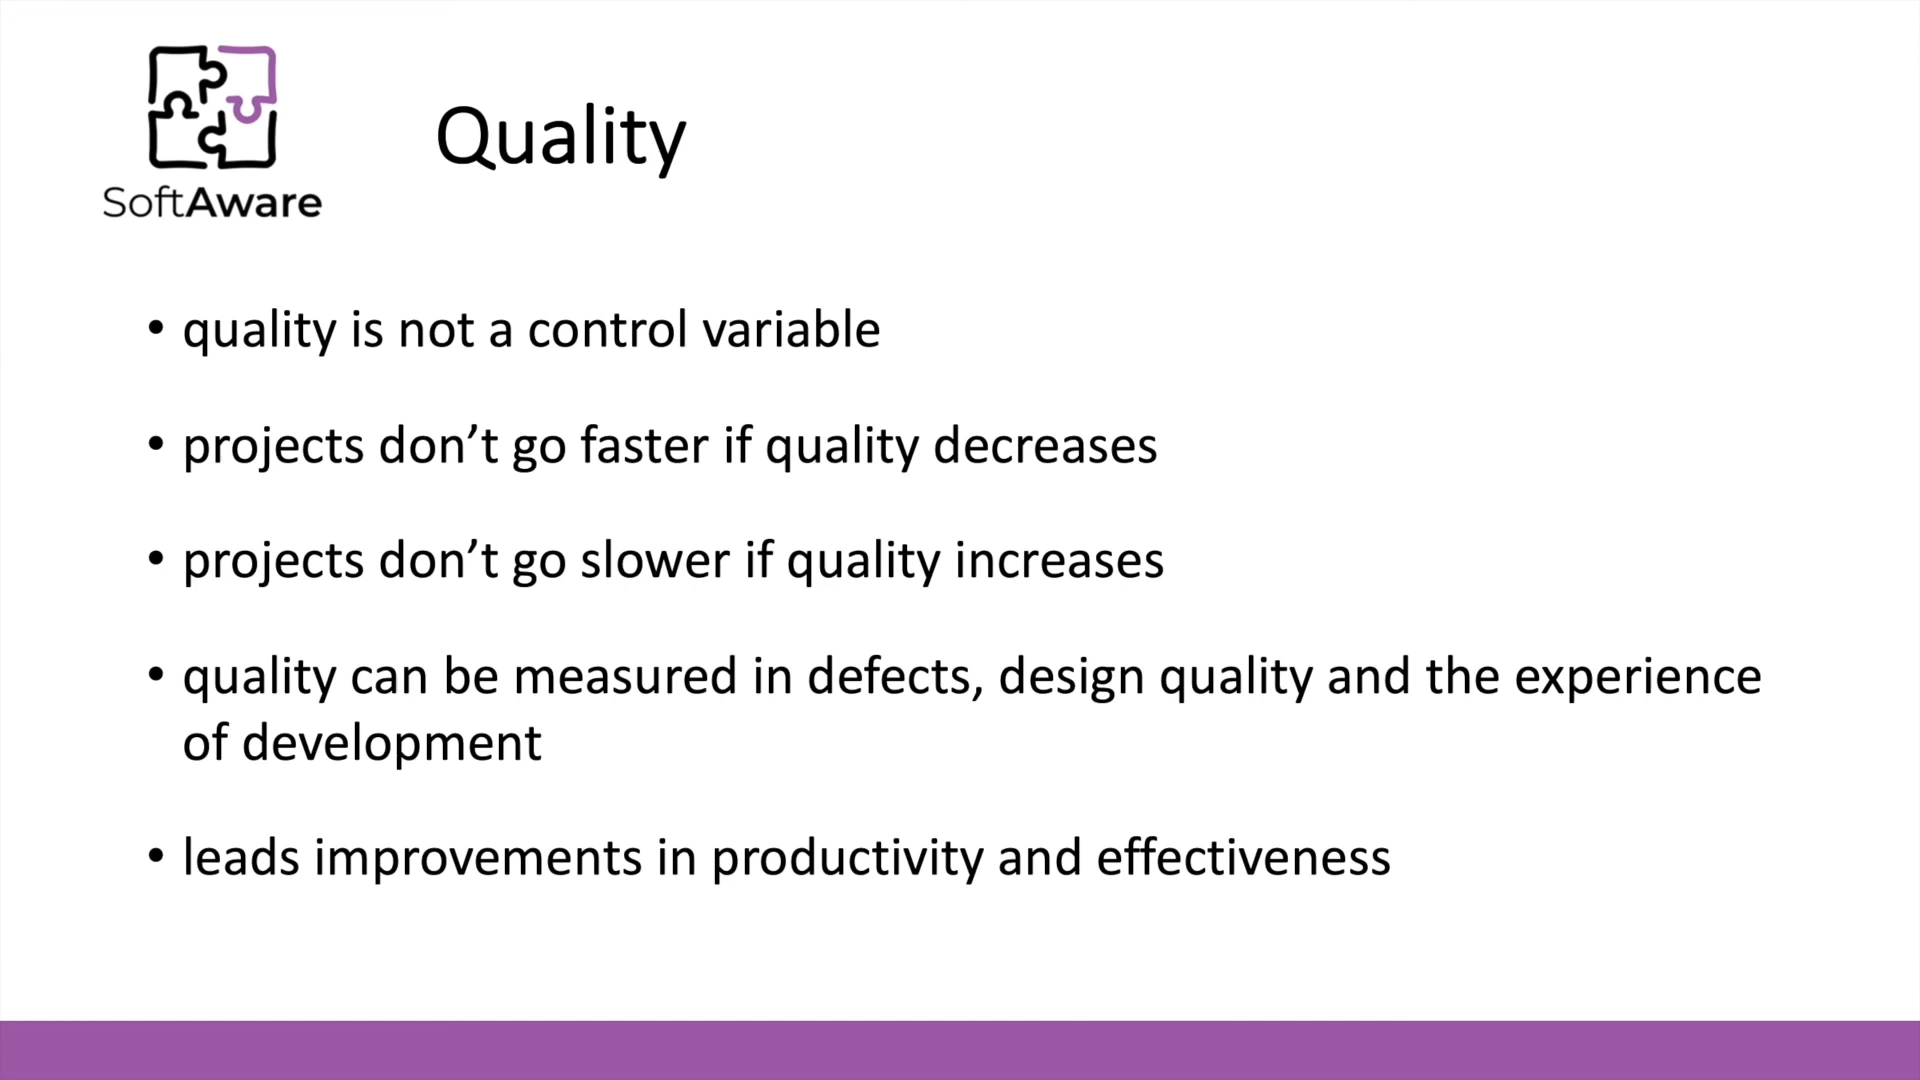 SoftAware
Quality
• quality is not a control variable
• projects don’t go faster if quality decreases
• projects don’t go slower if quality increases
• quality can be measured in defects, design quality and the experience
of development
• leads improvements in productivity and effectiveness